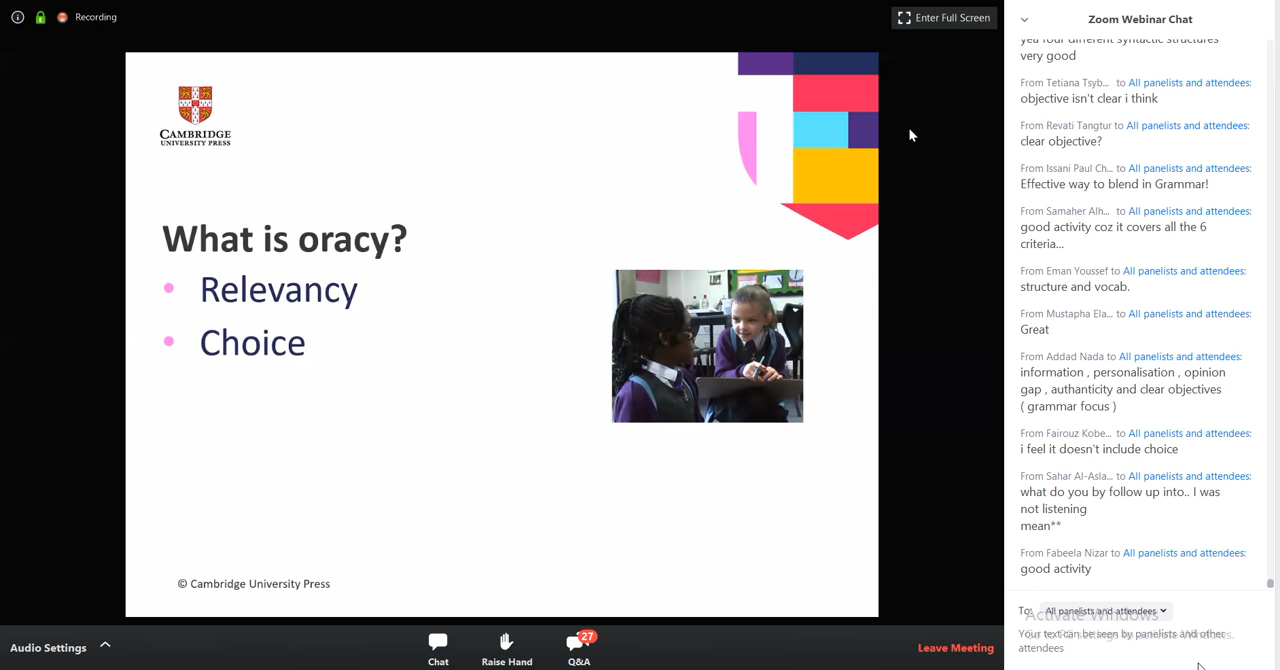 Recording
Enter Full Screen
CAMBRIDGE
UNIVERSITY PRESS
What is oracy?
• Relevancy
• Choice
© Cambridge University Press
Audio Settings
Chat
Raise Hand
27
Q&A
Leave Meeting
Zoom Webinar Chat
yea four different syntactic structures
very good
From Tetiana Tsyb... to All panelists and attendees:
objective isn't clear i think
From Revati Tangtur to All panelists and attendees:
clear objective?
From Issani Paul Ch... to All panelists and attendees:
Effective way to blend in Grammar!
From Samaher Alh... to All panelists and attendees:
good activity coz it covers all the 6
criteria...
From Eman Youssef to All panelists and attendees:
structure and vocab.
From Mustapha Ela... to All panelists and attendees:
Great
From Addad Nada to All panelists and attendees:
information , personalisation , opinion
gap , authanticity and clear objectives
( grammar focus )
From Fairouz Kobe... to All panelists and attendees:
i feel it doesn't include choice
From Sahar Al-Asla... to All panelists and attendees:
what do you by follow up into.. I was
not listening
mean**
From Fabeela Nizar to All panelists and attendees:
good activity
To: All panelists and attendees
Activate Windows
Your text can be seen by panelists and other
attendees
Go to PC settings to activate Windows.